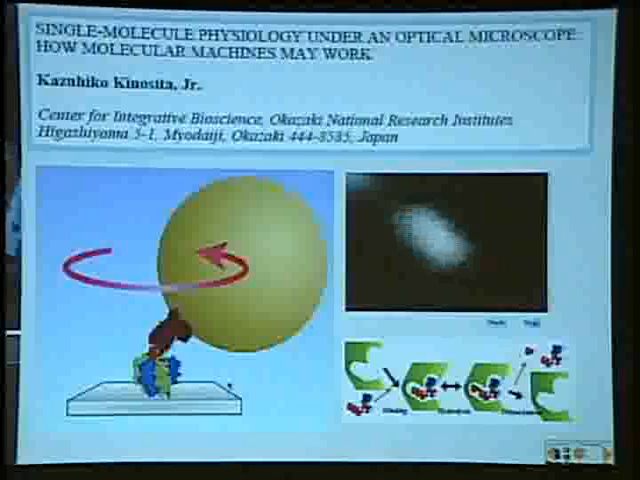 SINGLE-MOLECULE PHYSIOLOGY UNDER AN OPTICAL MICROSCOPE:
HOW MOLECULAR MACHINES MAY WORK
Kazuhiko Kinosita, Jr.
Center for Integrative Bioscience, Okazaki National Research Institutes
Higashiyama 5-1, Myodaiji, Okazaki 444-8585, Japan